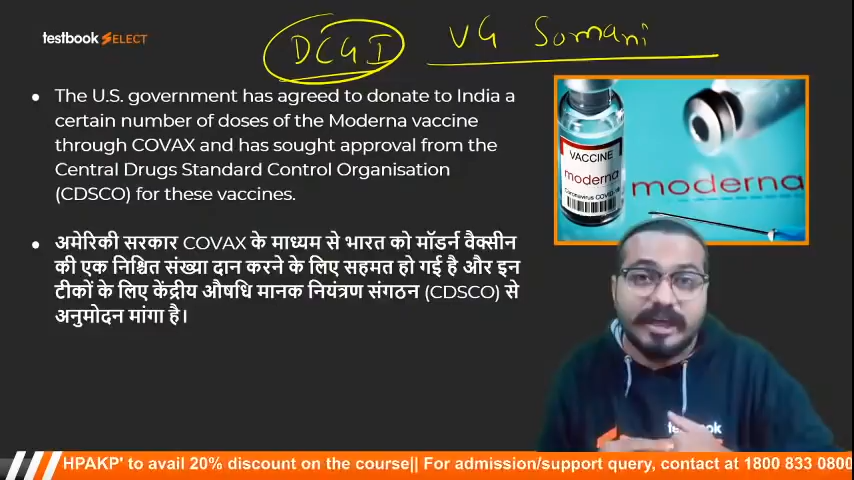 testbook SELECT
DCGI VG Somani
The U.S. government has agreed to donate to India a
certain number of doses of the Moderna vaccine
through COVAX and has sought approval from the
Central Drugs Standard Control Organisation
(CDSCO) for these vaccines.
अमेरिकी सरकार COVAX के माध्यम से भारत को मॉडर्न वैक्सीन
की एक निश्चित संख्या दान करने के लिए सहमत हो गई है और इन
टीकों के लिए केंद्रीय औषधि मानक नियंत्रण संगठन (CDSCO) से
अनुमोदन मांगा है।
VACCINE
moderna
Coronavirus COVID-19
moderna
HPAKP' to avail 20% discount on the course|| For admission/support query, contact at 1800 833 0800